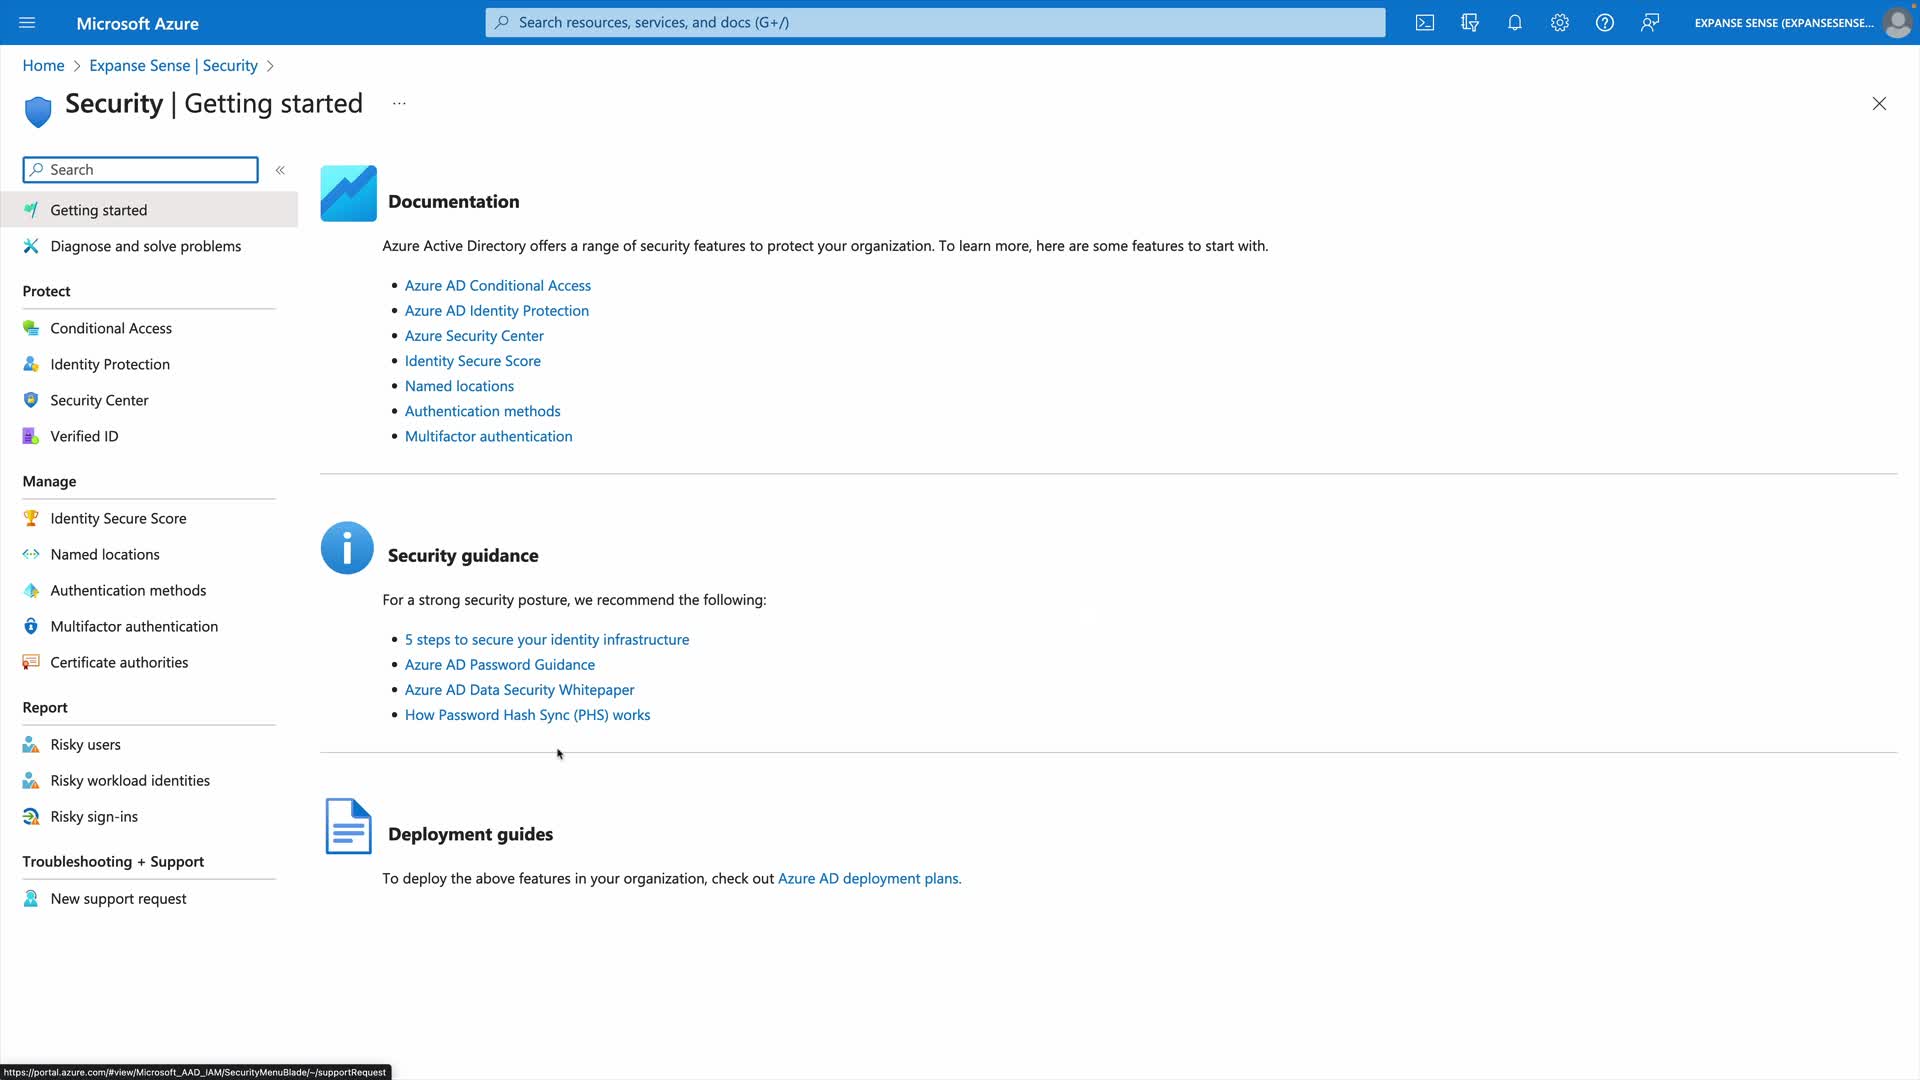 Microsoft Azure
Search resources, services, and docs (G+/)
EXPANSE SENSE (EXPANSESENSE...
Home > Expanse Sense | Security >
Security | Getting started ...
Search
«
Getting started
Diagnose and solve problems
Protect
Conditional Access
Identity Protection
Security Center
Verified ID
Manage
Identity Secure Score
Named locations
Authentication methods
Multifactor authentication
Certificate authorities
Report
Risky users
Risky workload identities
Risky sign-ins
Troubleshooting + Support
New support request
Documentation
Azure Active Directory offers a range of security features to protect your organization. To learn more, here are some features to start with.
• Azure AD Conditional Access
• Azure AD Identity Protection
• Azure Security Center
• Identity Secure Score
• Named locations
• Authentication methods
• Multifactor authentication
Security guidance
For a strong security posture, we recommend the following:
• 5 steps to secure your identity infrastructure
• Azure AD Password Guidance
• Azure AD Data Security Whitepaper
• How Password Hash Sync (PHS) works
Deployment guides
To deploy the above features in your organization, check out Azure AD deployment plans.
https://portal.azure.com/#view/Microsoft_AAD_IAM/SecurityMenuBlade/~/supportRequest